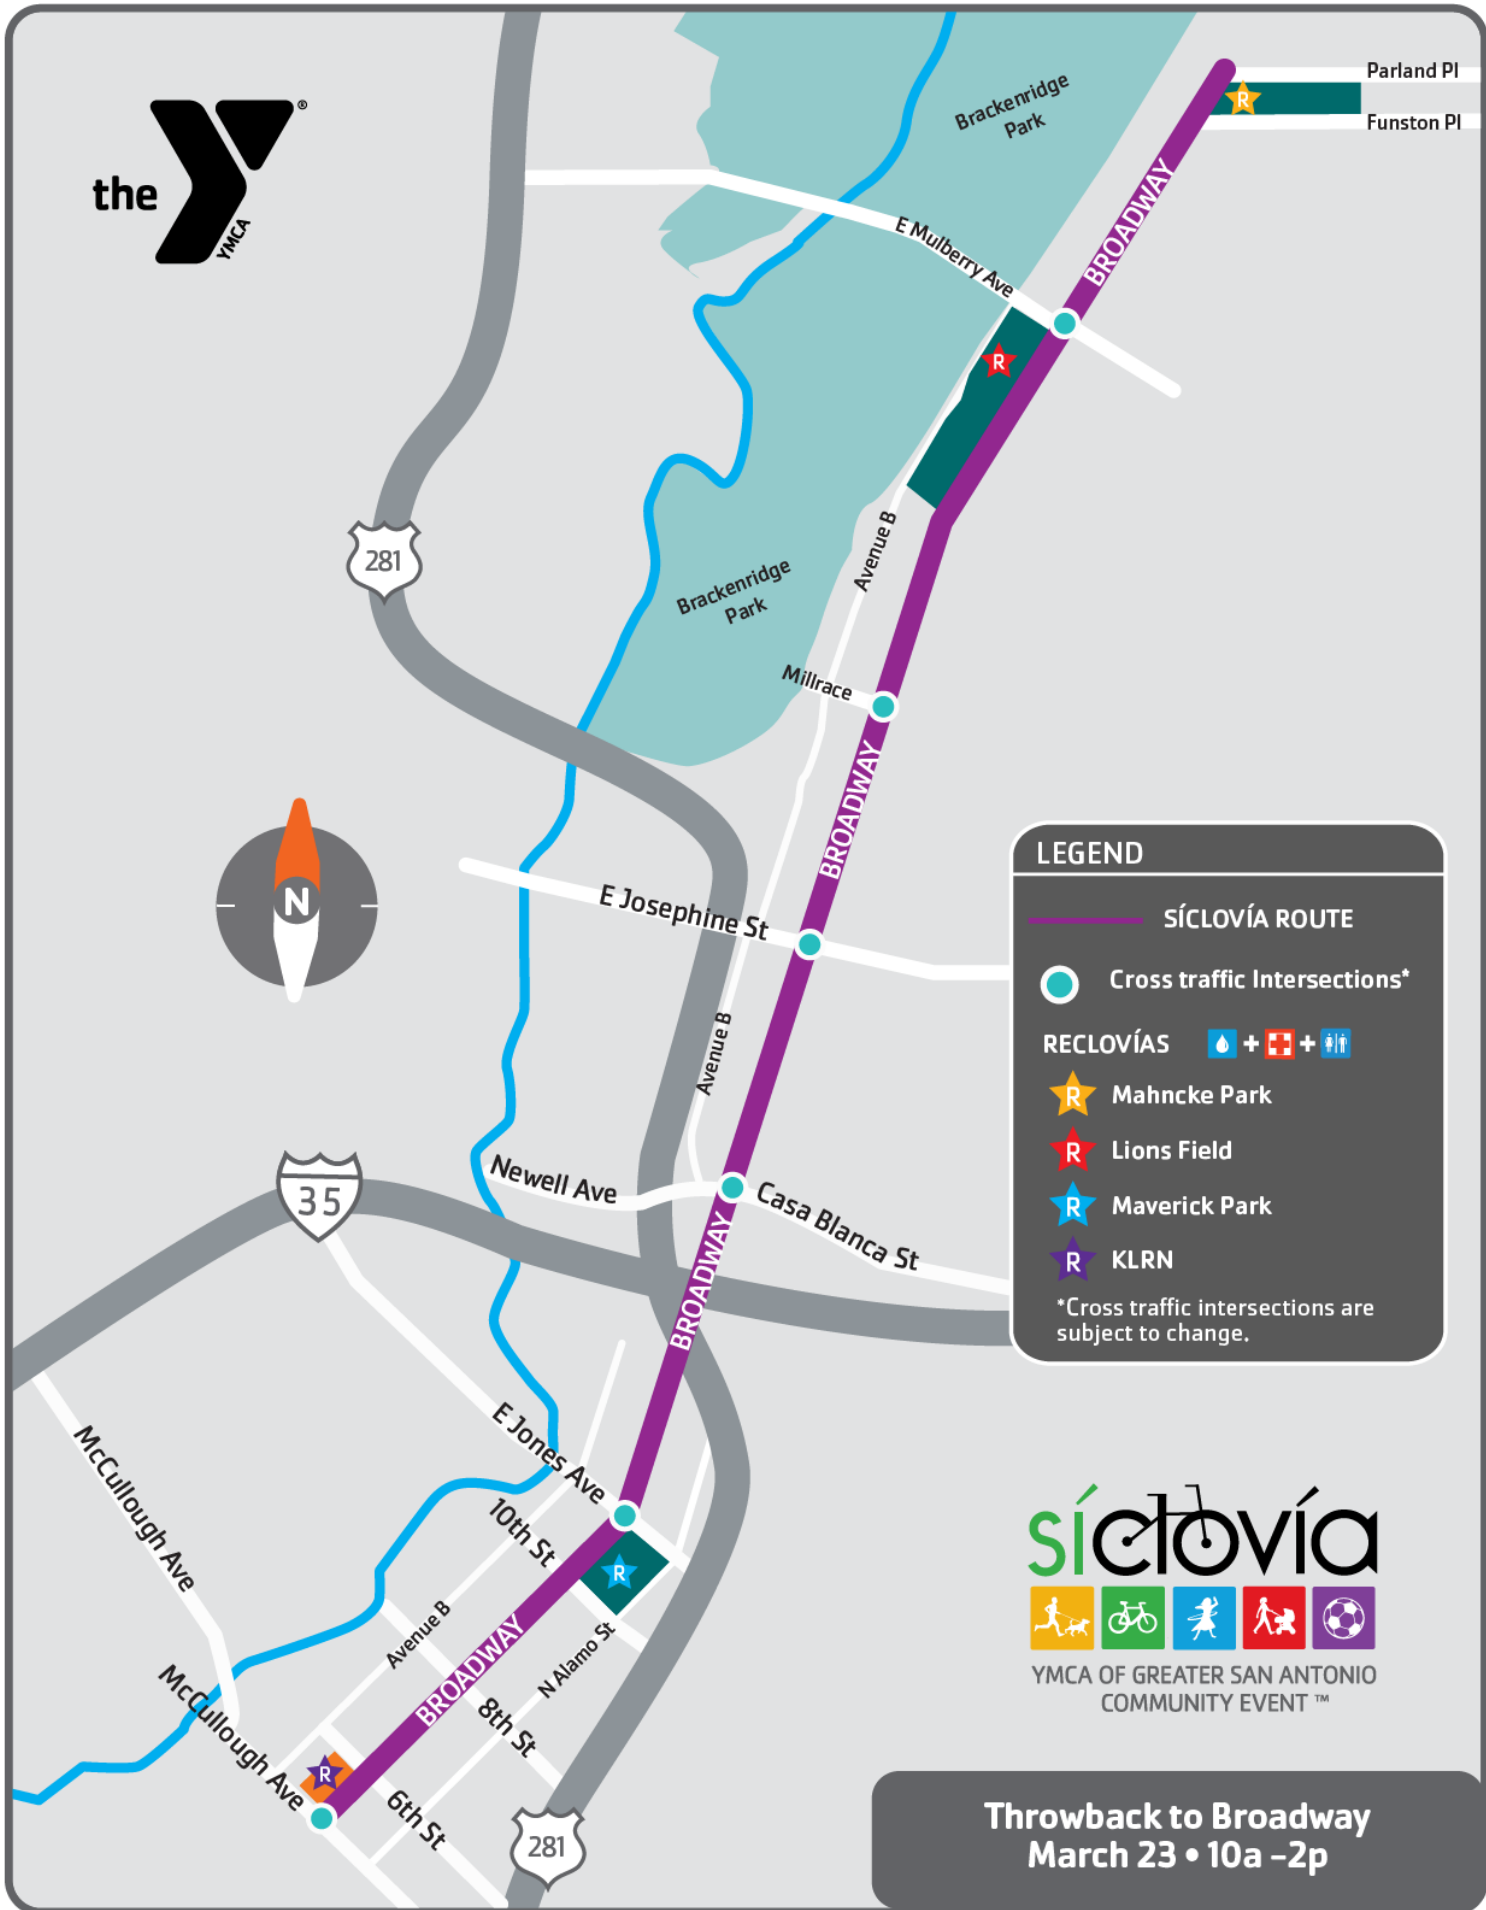 the
YMCA
®
Brackenridge
Park
Parland Pl
R
Funston Pl
BROADWAY
E Mulberry Ave
R
281
Avenue B
Brackenridge
Park
Millrace
BROADWAY
N
E Josephine St
Avenue B
35
Newell Ave
Casa Blanca St
BROADWAY
E Jones Ave
McCullough Ave
10th St
R
Avenue B
BROADWAY
N Alamo St
McCullough Ave
8th St
R
6th St
281
LEGEND
SÍCLOVÍA ROUTE
Cross traffic Intersections*
RECLOVÍAS + +
R Mahncke Park
R Lions Field
R Maverick Park
R KLRN
*Cross traffic intersections are
subject to change.
síclovía
YMCA OF GREATER SAN ANTONIO
COMMUNITY EVENT ™
Throwback to Broadway
March 23 • 10a –2p